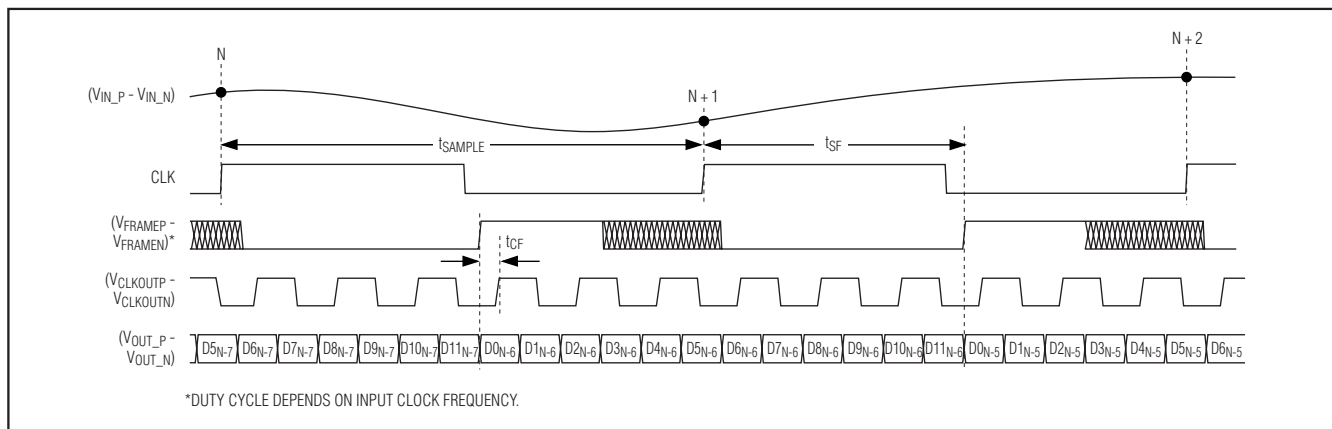 N
N + 2
(VIN_P - VIN_N)
N + 1
tSAMPLE
tSF
CLK
(VFRAMEP -
VFRAMEN)*
tCF
(VCLKOUTP -
VCLKOUTN)
(VOUT_P -
VOUT_N)
D5N-7 D6N-7 D7N-7 D8N-7 D9N-7 D10N-7 D11N-7 D0N-6 D1N-6 D2N-6 D3N-6 D4N-6 D5N-6 D6N-6 D7N-6 D8N-6 D9N-6 D10N-6 D11N-6 D0N-5 D1N-5 D2N-5 D3N-5 D4N-5 D5N-5 D6N-5
*DUTY CYCLE DEPENDS ON INPUT CLOCK FREQUENCY.